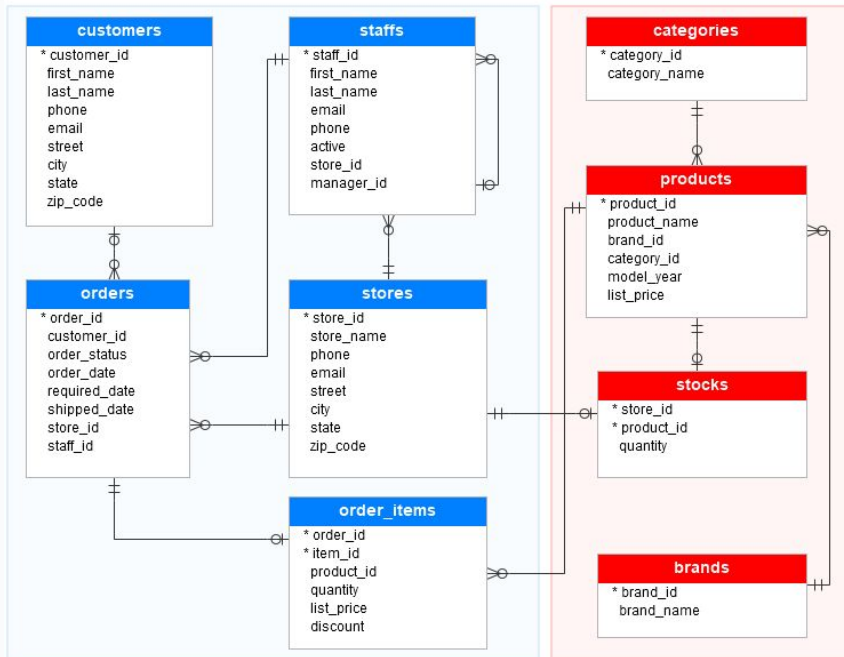 customers
* customer_id
first_name
last_name
phone
email
street
city
state
zip_code
staffs
* staff_id
first_name
last_name
email
phone
active
store_id
manager_id
categories
* category_id
category_name
products
* product_id
product_name
brand_id
category_id
model_year
list_price
orders
* order_id
customer_id
order_status
order_date
required_date
shipped_date
store_id
staff_id
stores
* store_id
store_name
phone
email
street
city
state
zip_code
stocks
* store_id
* product_id
quantity
order_items
* order_id
* item_id
product_id
quantity
list_price
discount
brands
* brand_id
brand_name